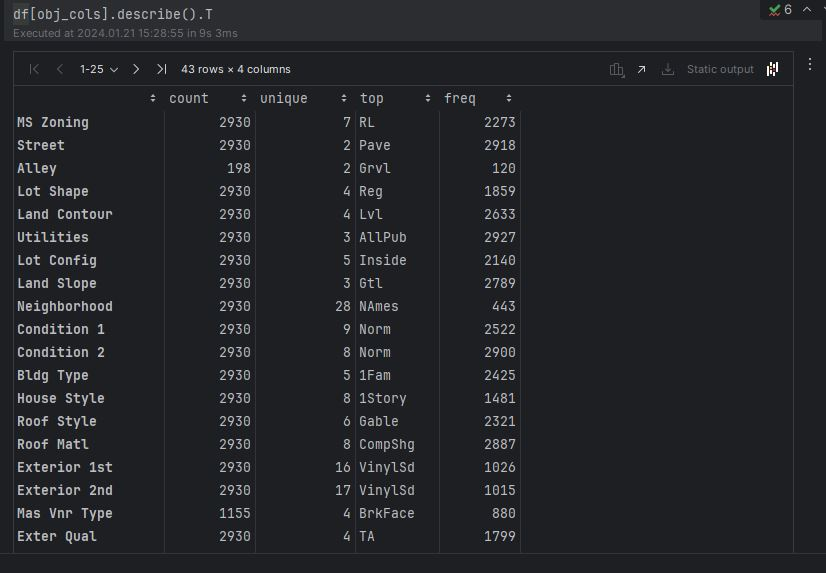 df[obj_cols].describe().T
6
Executed at 2024.01.21 15:28:55 in 9s 3ms
1-25 43 rows × 4 columns Static output
count unique top freq
MS Zoning 2930 7 RL 2273
Street 2930 2 Pave 2918
Alley 198 2 Grvl 120
Lot Shape 2930 4 Reg 1859
Land Contour 2930 4 Lvl 2633
Utilities 2930 3 AllPub 2927
Lot Config 2930 5 Inside 2140
Land Slope 2930 3 Gtl 2789
Neighborhood 2930 28 NAmes 443
Condition 1 2930 9 Norm 2522
Condition 2 2930 8 Norm 2900
Bldg Type 2930 5 1Fam 2425
House Style 2930 8 1Story 1481
Roof Style 2930 6 Gable 2321
Roof Matl 2930 8 CompShg 2887
Exterior 1st 2930 16 VinylSd 1026
Exterior 2nd 2930 17 VinylSd 1015
Mas Vnr Type 1155 4 BrkFace 880
Exter Qual 2930 4 TA 1799